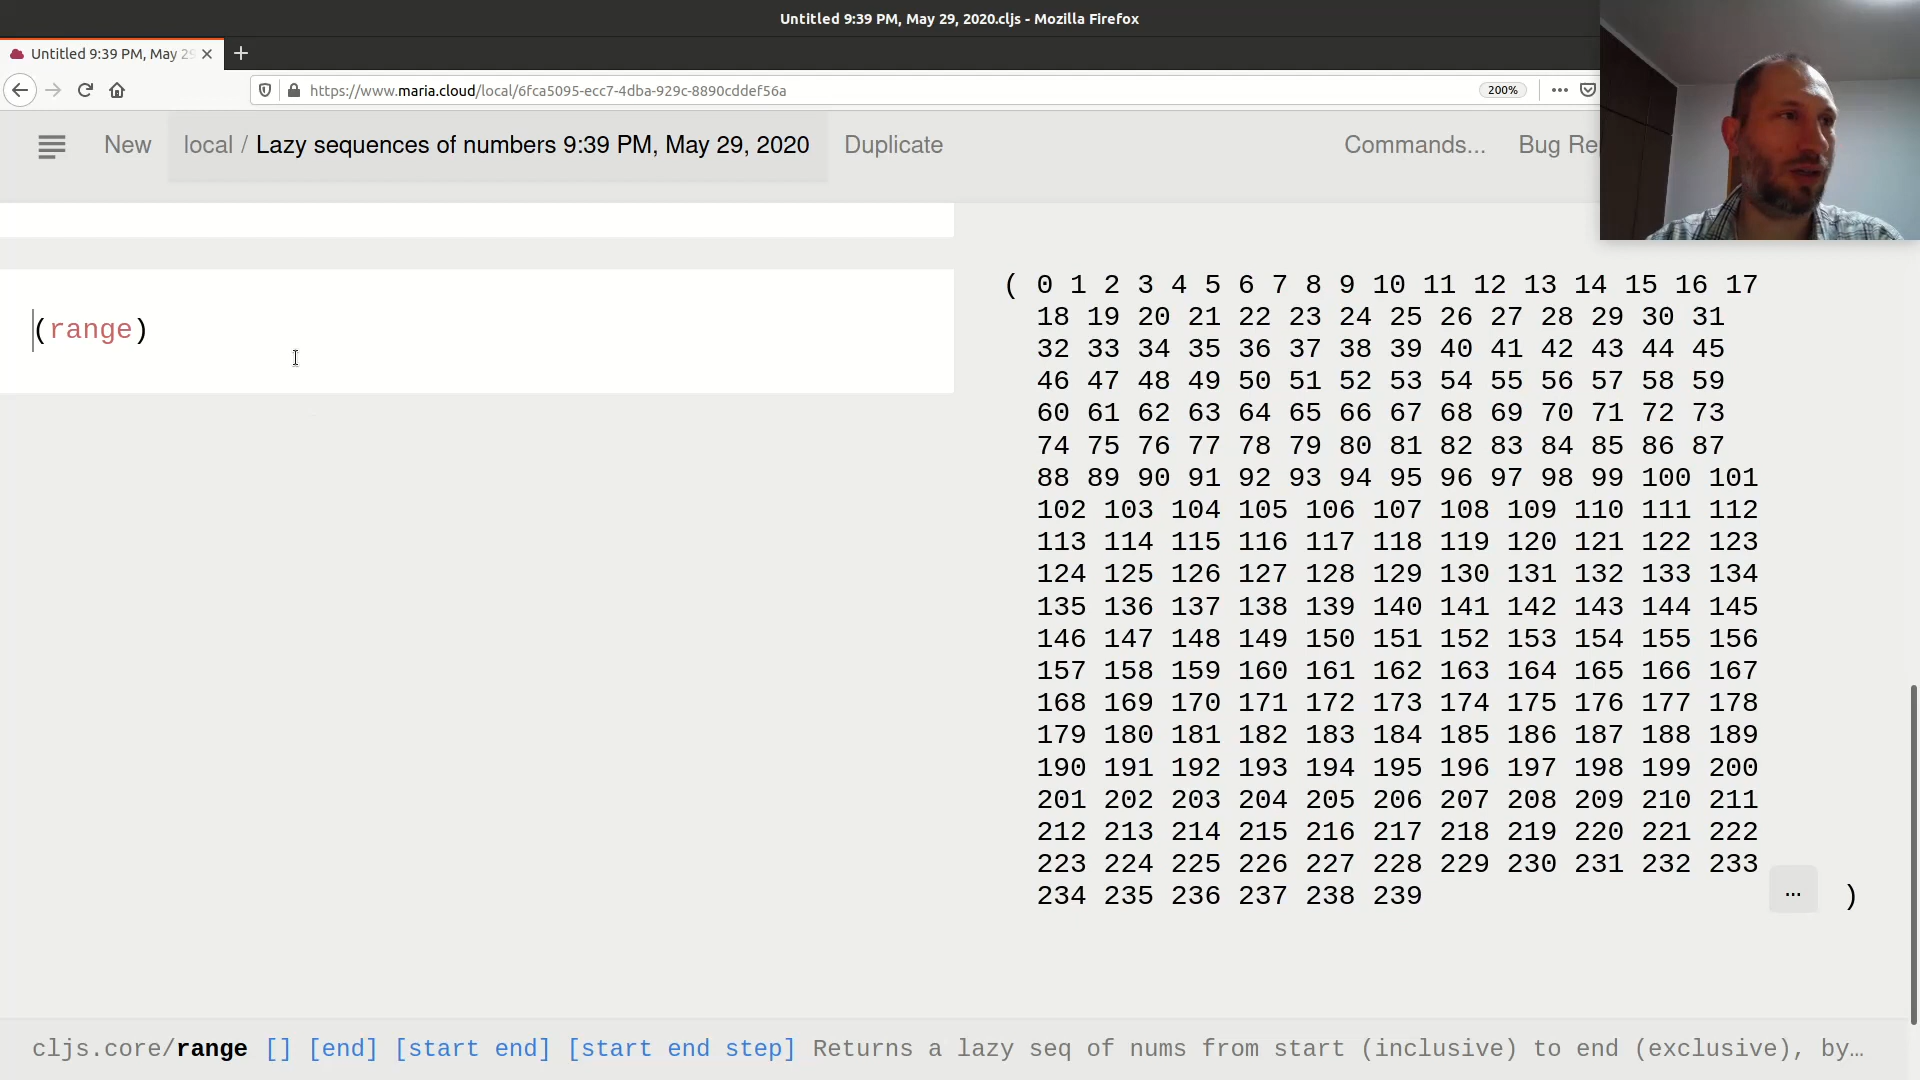 Untitled 9:39 PM, May 29, 2020.cljs - Mozilla Firefox
Untitled 9:39 PM, May 29
https://www.maria.cloud/local/6fca5095-ecc7-4dba-929c-8890cddef56a
200%
New
local / Lazy sequences of numbers 9:39 PM, May 29, 2020
Duplicate
Commands...
Bug Re
(range)
( 0 1 2 3 4 5 6 7 8 9 10 11 12 13 14 15 16 17
18 19 20 21 22 23 24 25 26 27 28 29 30 31
32 33 34 35 36 37 38 39 40 41 42 43 44 45
46 47 48 49 50 51 52 53 54 55 56 57 58 59
60 61 62 63 64 65 66 67 68 69 70 71 72 73
74 75 76 77 78 79 80 81 82 83 84 85 86 87
88 89 90 91 92 93 94 95 96 97 98 99 100 101
102 103 104 105 106 107 108 109 110 111 112
113 114 115 116 117 118 119 120 121 122 123
124 125 126 127 128 129 130 131 132 133 134
135 136 137 138 139 140 141 142 143 144 145
146 147 148 149 150 151 152 153 154 155 156
157 158 159 160 161 162 163 164 165 166 167
168 169 170 171 172 173 174 175 176 177 178
179 180 181 182 183 184 185 186 187 188 189
190 191 192 193 194 195 196 197 198 199 200
201 202 203 204 205 206 207 208 209 210 211
212 213 214 215 216 217 218 219 220 221 222
223 224 225 226 227 228 229 230 231 232 233
234 235 236 237 238 239 ... )
cljs.core/range [] [end] [start end] [start end step] Returns a lazy seq of nums from start (inclusive) to end (exclusive), by…